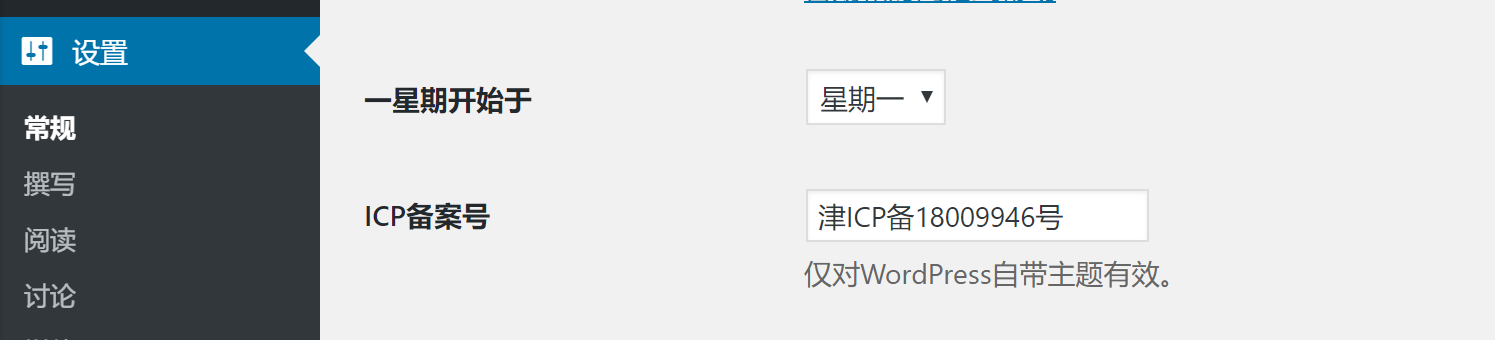 设置
常规
撰写
阅读
讨论
一星期开始于
星期一
ICP备案号
津ICP备18009946号
仅对WordPress自带主题有效。